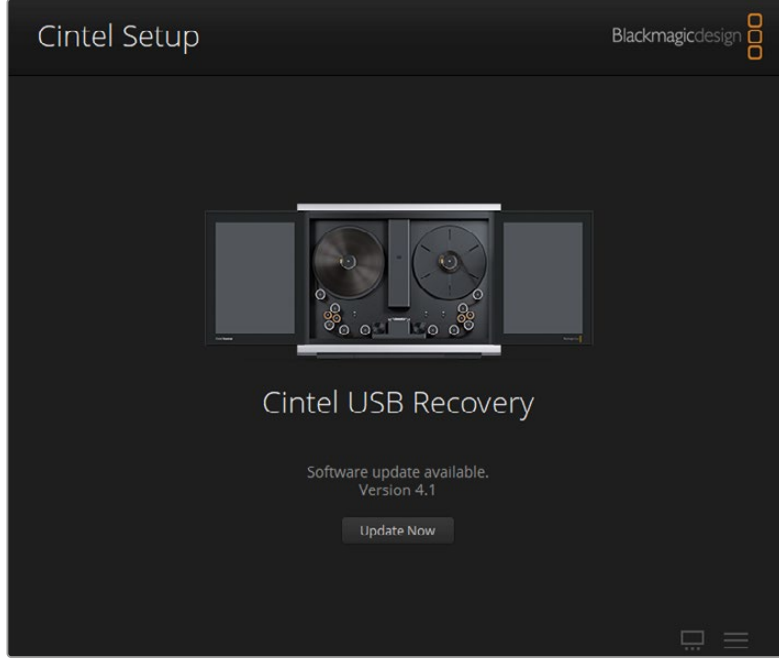 Cintel Setup
Blackmagicdesign
Cintel USB Recovery
Software update available.
Version 4.1
Update Now